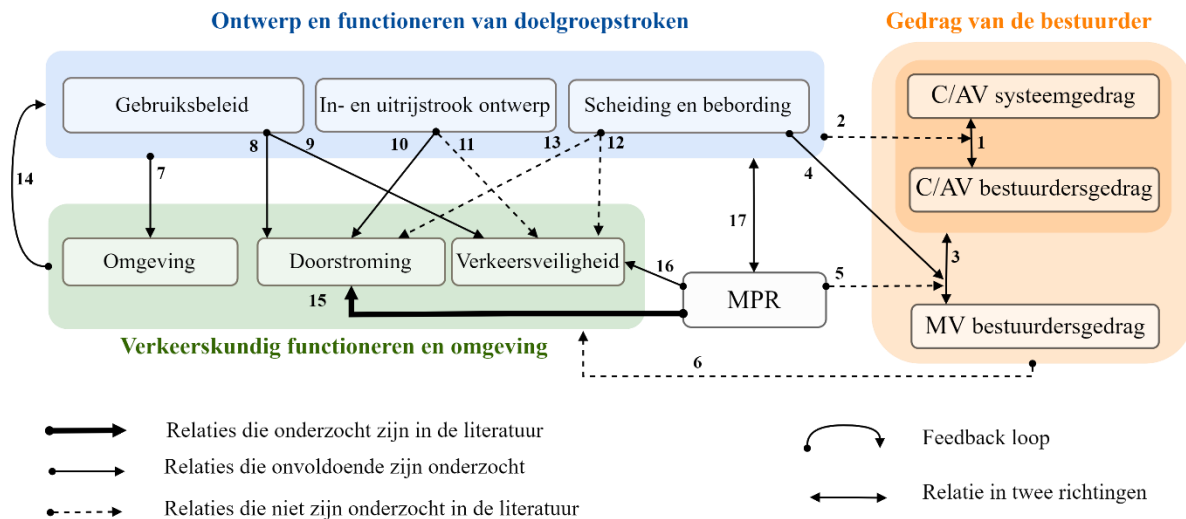 Ontwerp en functioneren van doelgroepstroken
Gedrag van de bestuurder
Gebruiksbeleid
In- en uitrijstrook ontwerp
Scheiding en bebording
C/AV systeemgedrag
2
1
8
9
10
11
13
12
4
7
14
C/AV bestuurdersgedrag
17
3
Omgeving
Doorstroming
Verkeersveiligheid
16
15
MPR
5
MV bestuurdersgedrag
Verkeerskundig functioneren en omgeving
6
Relaties die onderzocht zijn in de literatuur
Feedback loop
Relaties die onvoldoende zijn onderzocht
Relatie in twee richtingen
Relaties die niet zijn onderzocht in de literatuur